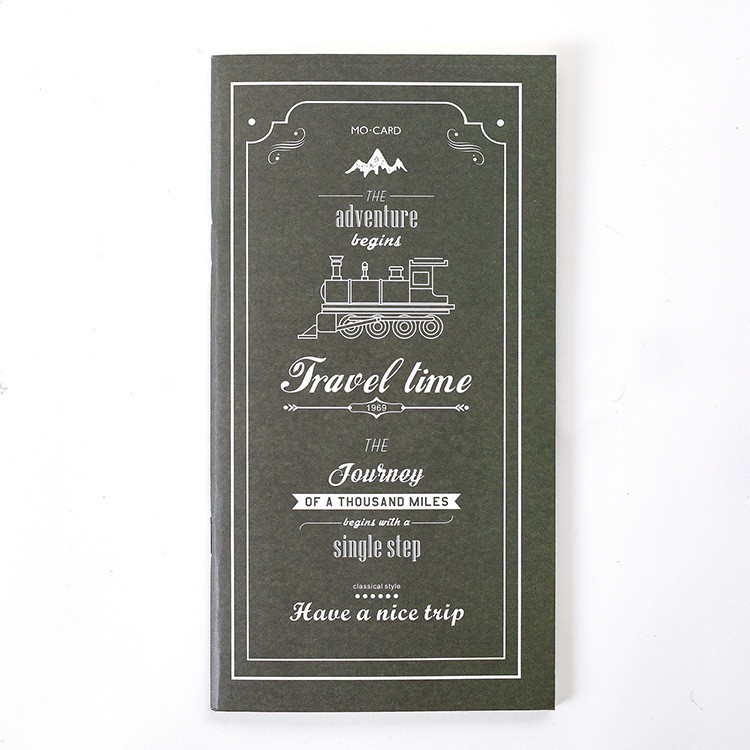 MO·CARD
THE
adventure
begins
Travel time
1969
THE
Journey
OF A THOUSAND MILES
begins with a
single step
classical style
Have a nice trip